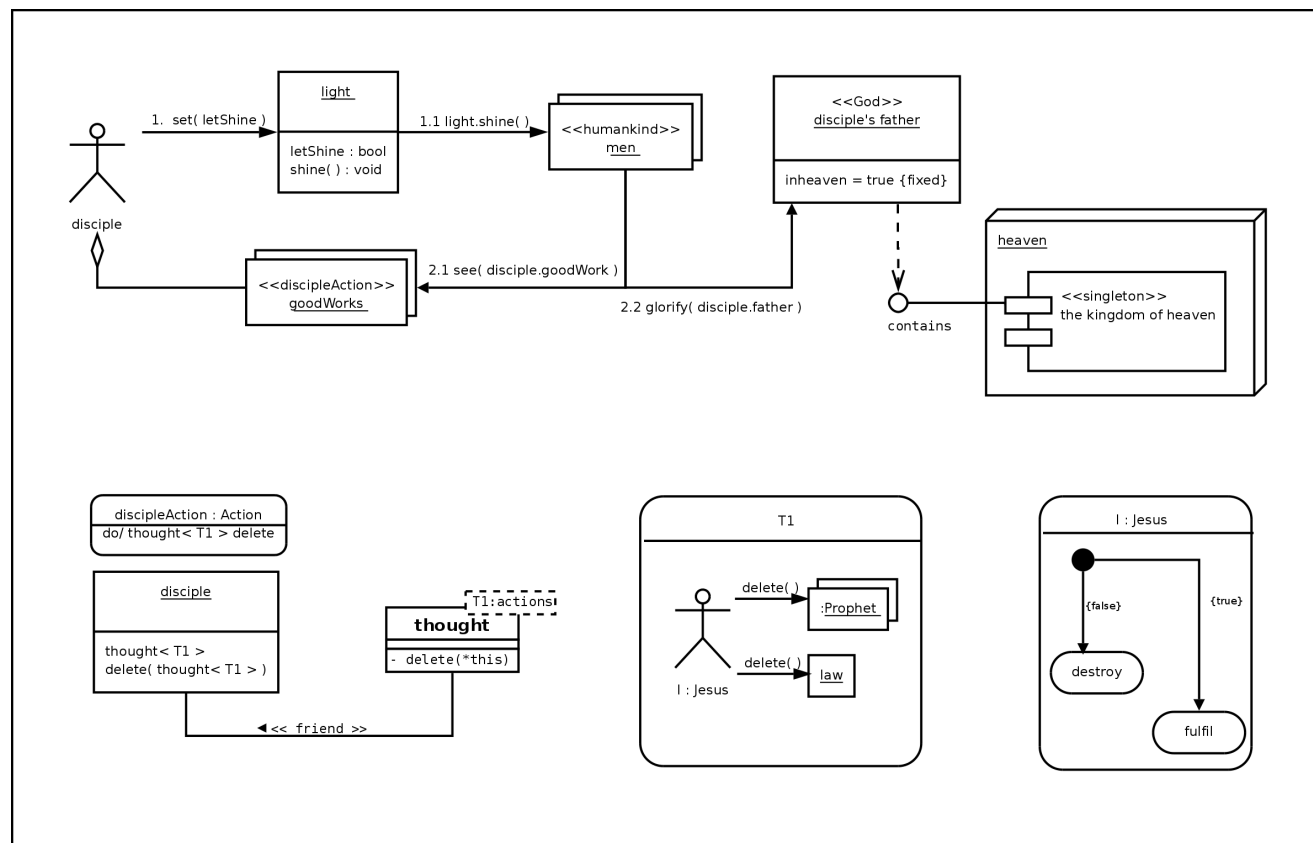 light
1.  set( letShine )
letShine : bool
shine( ) : void
1.1 light.shine( )
<<humankind>>
men
<<God>>
disciple's father
inheaven = true {fixed}
disciple
2.1 see( disciple.goodWork )
<<discipleAction>>
goodWorks
2.2 glorify( disciple.father )
contains
heaven
<<singleton>>
the kingdom of heaven
discipleAction : Action
do/ thought< T1 > delete
disciple
thought< T1 >
delete( thought< T1 > )
T1:actions
thought
- delete(*this)
<< friend >>
T1
delete( )
:Prophet
delete( )
law
I : Jesus
I : Jesus
{false}
{true}
destroy
fulfil